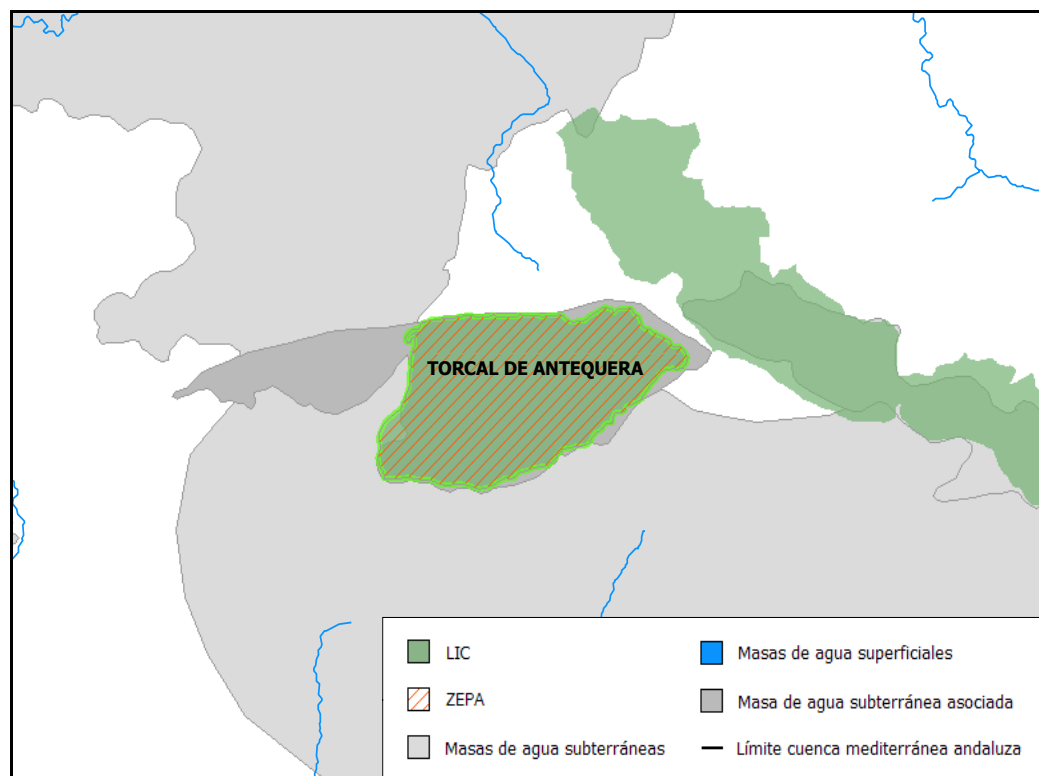 TORCAL DE ANTEQUERA
LIC
Masas de agua superficiales
ZEPA
Masa de agua subterránea asociada
Masas de agua subterráneas
Límite cuenca mediterránea andaluza